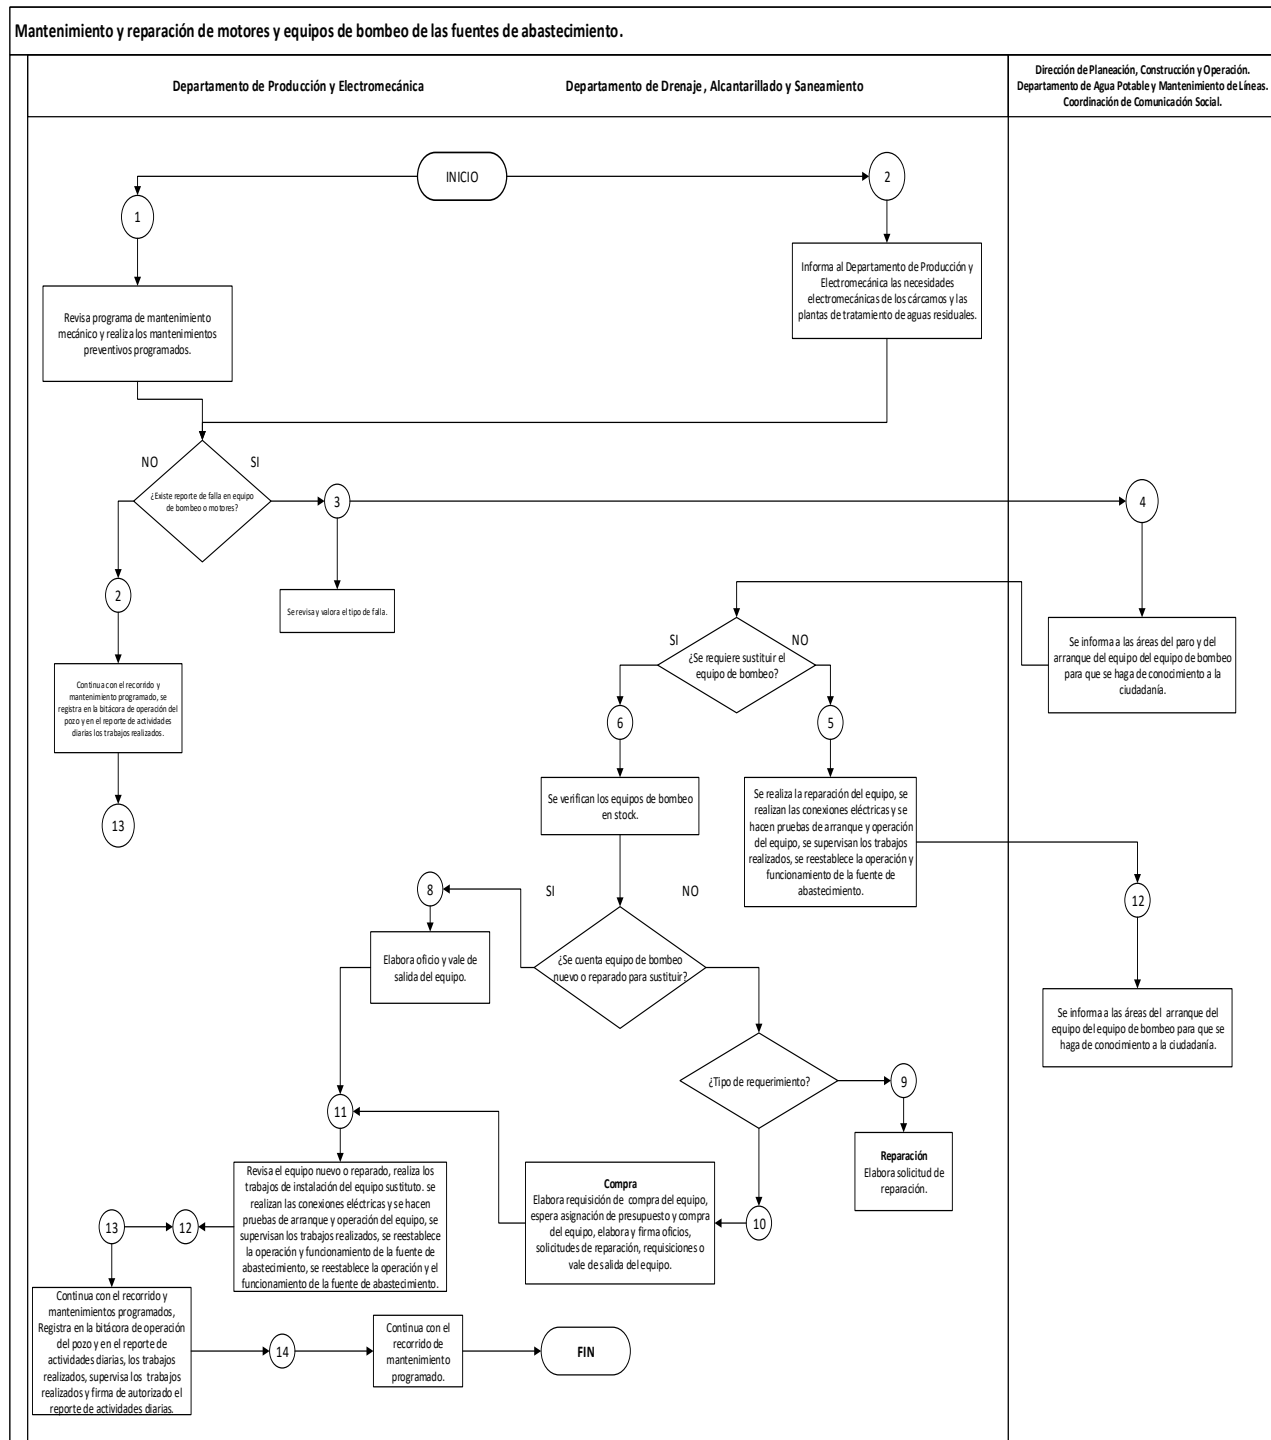 Mantenimiento y reparación de motores y equipos de bombeo de las fuentes de abastecimiento.
Departamento de Producción y Electromecánica
Departamento de Drenaje, Alcantarillado y Saneamiento
Dirección de Planeación, Construcción y Operación.
Departamento de Agua Potable y Mantenimiento de Líneas.
Coordinación de Comunicación Social.
INICIO
2
1
Informa al Departamento de Producción y
Electromecánica las necesidades
electromecánicas de los cárcamos y las
plantas de tratamiento de aguas residuales.
Revisa programa de mantenimiento
mecánico y realiza los mantenimientos
preventivos programados.
NO
SI
¿Existe reporte de falla en equipo
de bombeo o motores?
3
4
2
Se revisa y valora el tipo de falla.
SI
NO
¿Se requiere sustituir el
equipo de bombeo?
Se informa a las áreas del paro y del
arranque del equipo del equipo de bombeo
para que se haga de conocimiento a la
ciudadanía.
Continua con el recorrido y
mantenimiento programado, se
registra en la bitácora de operación del
pozo y en el reporte de actividades
diarias los trabajos realizados.
6
5
13
Se verifican los equipos de bombeo
en stock.
Se realiza la reparación del equipo, se
realizan las conexiones eléctricas y se
hacen pruebas de arranque y operación
del equipo, se supervisan los trabajos
realizados, se reestablece la operación y
funcionamiento de la fuente de
abastecimiento.
8
SI
NO
12
Elabora oficio y vale de
salida del equipo.
¿Se cuenta equipo de bombeo
nuevo o reparado para sustituir?
Se informa a las áreas del arranque del
equipo del equipo de bombeo para que se
haga de conocimiento a la ciudadanía.
¿Tipo de requerimiento?
9
11
Reparación
Elabora solicitud de
reparación.
Revisa el equipo nuevo o reparado, realiza los
trabajos de instalación del equipo sustituto. se
realizan las conexiones eléctricas y se hacen
pruebas de arranque y operación del equipo, se
supervisan los trabajos realizados, se reestablece
la operación y funcionamiento de la fuente de
abastecimiento, se reestablece la operación y el
funcionamiento de la fuente de abastecimiento.
Compra
Elabora requisición de compra del equipo,
espera asignación de presupuesto y compra
del equipo, elabora y firma oficios,
solicitudes de reparación, requisiciones o
vale de salida del equipo.
10
13
12
Continua con el recorrido y
mantenimientos programados,
Registra en la bitácora de operación
del pozo y en el reporte de
actividades diarias, los trabajos
realizados, supervisa los trabajos
realizados y firma de autorizado el
reporte de actividades diarias.
14
Continua con el
recorrido de
mantenimiento
programado.
FIN